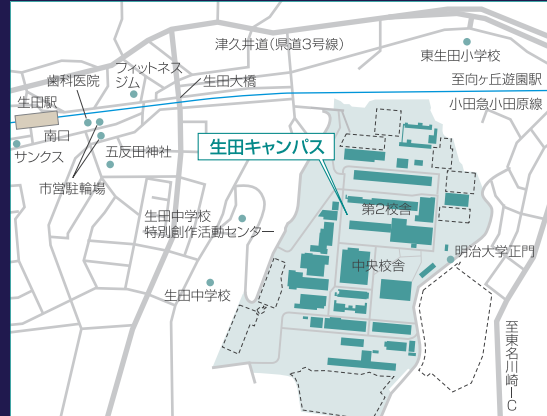 津久井道（県道3号線）
東生田小学校
フィットネス
ジム
歯科医院
生田大橋
至向ヶ丘遊園駅
生田駅
小田急小田原線
南口
サンクス
五反田神社
生田キャンパス
市営駐輪場
第2校舎
生田中学校
特別創作活動センター
明治大学正門
中央校舎
生田中学校
至東名川崎IC